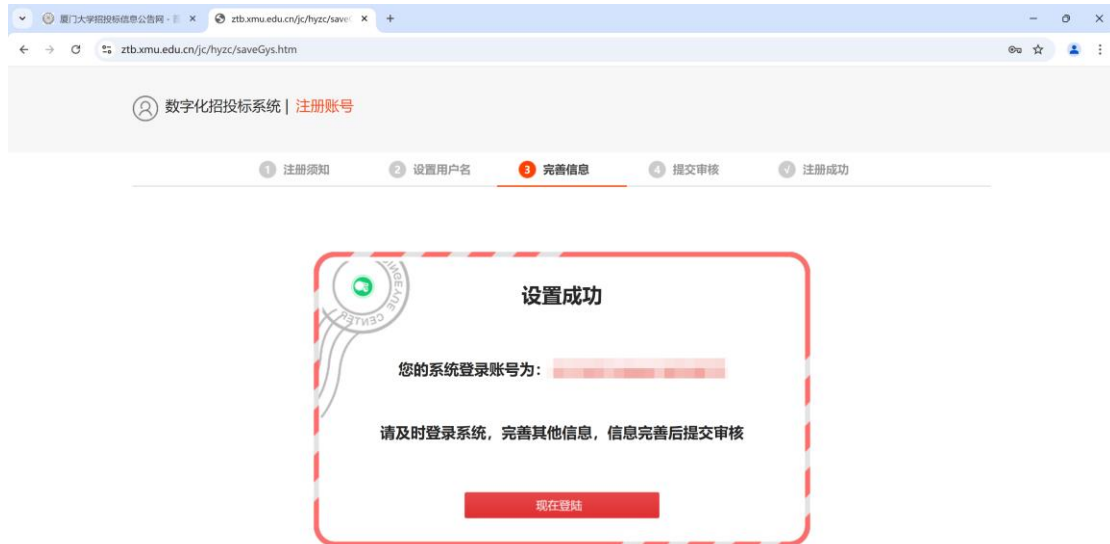 厦门大学招投标信息公告网 -
ztb.xmu.edu.cn/jc/hyzc/save
ztb.xmu.edu.cn/jc/hyzc/saveGys.htm
数字化招投标系统 | 注册账号
1 注册须知 2 设置用户名 3 完善信息 4 提交审核 √ 注册成功
设置成功
您的系统登录账号为：
请及时登录系统，完善其他信息，信息完善后提交审核
现在登陆